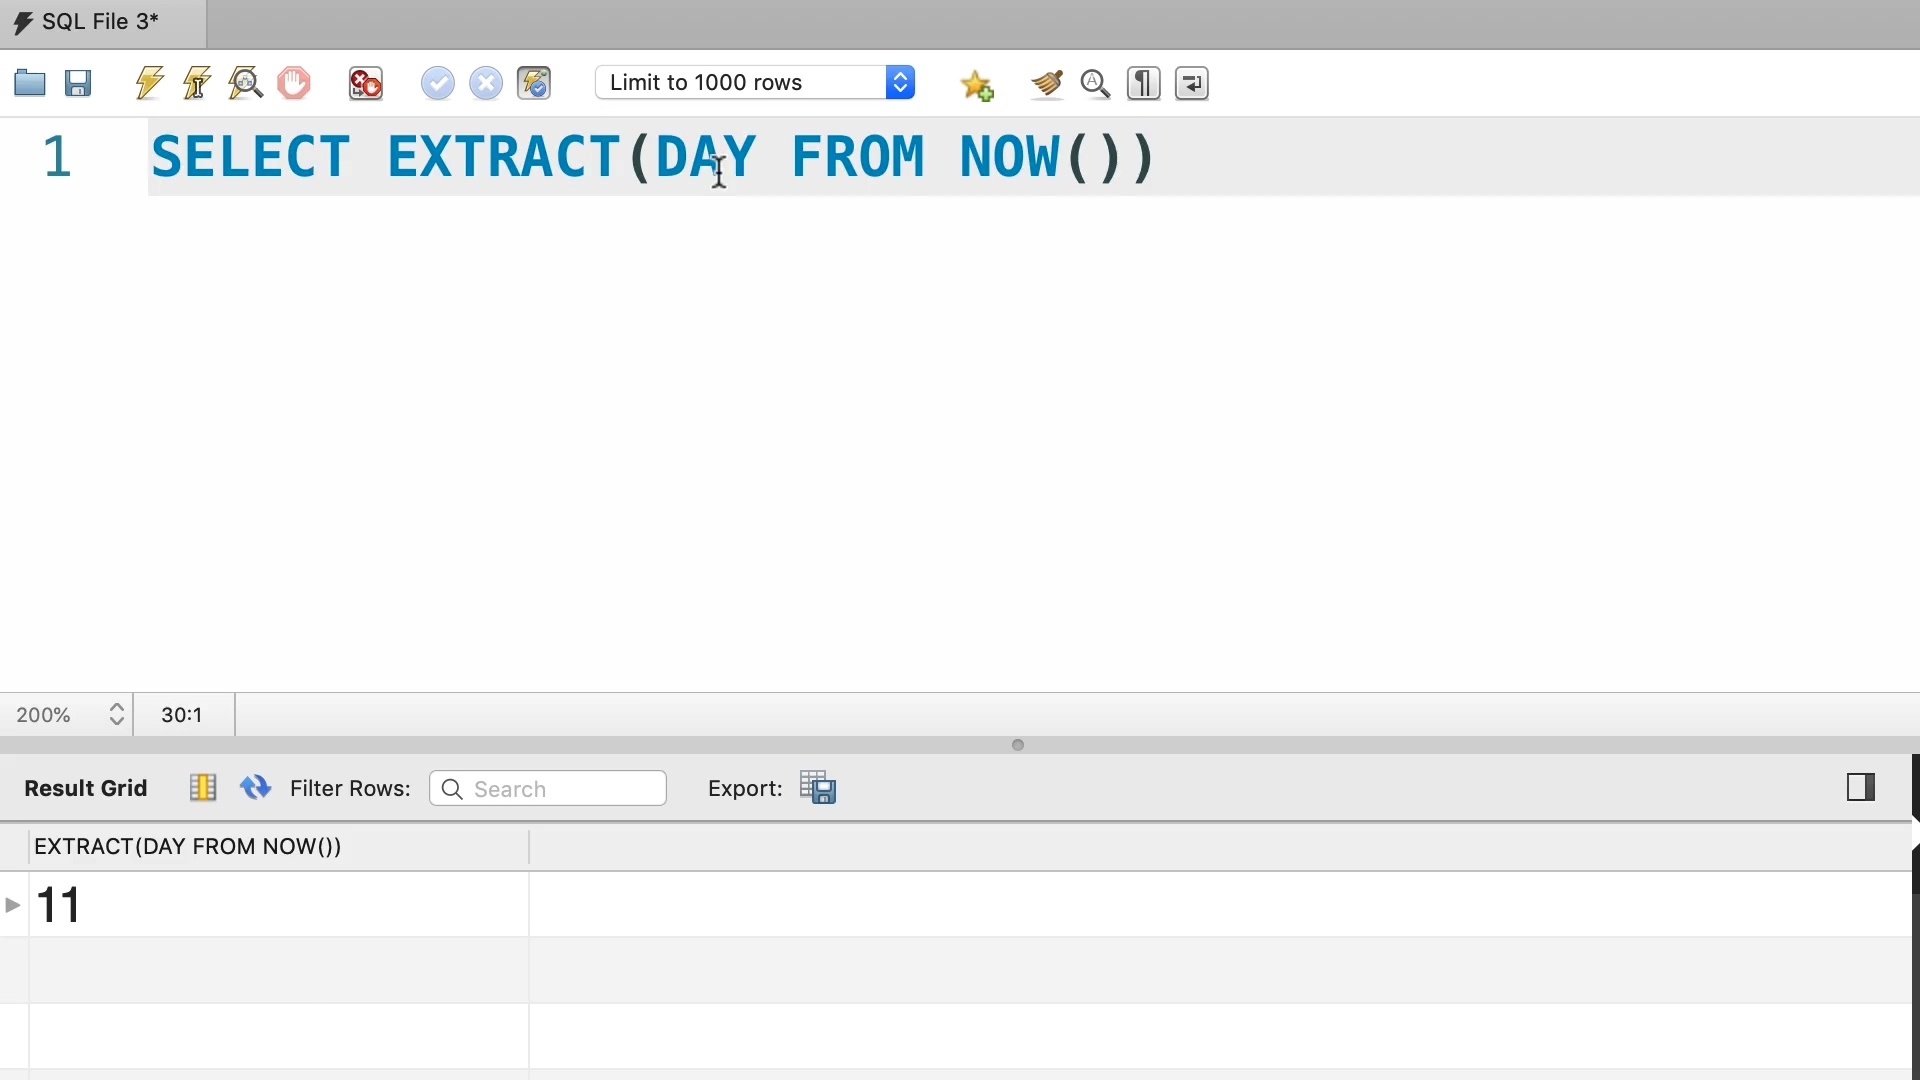 SQL File 3*
Limit to 1000 rows
1 SELECT EXTRACT(DAY FROM NOW())
200% 30:1
Result Grid Filter Rows: Search Export:
EXTRACT(DAY FROM NOW())
11